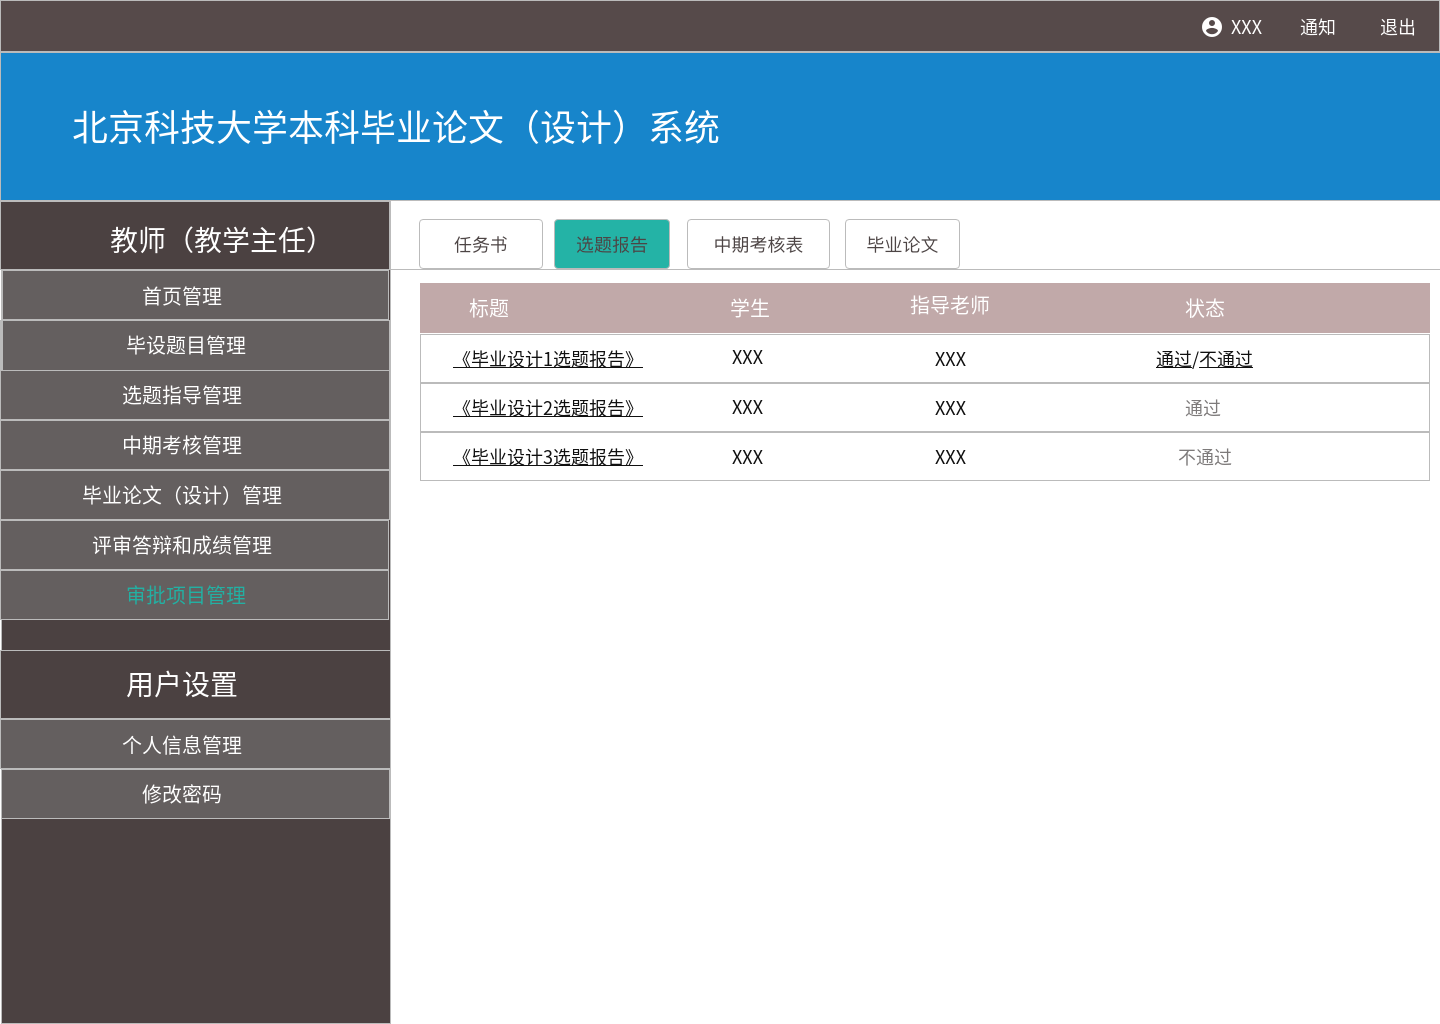 XXX 通知 退出
北京科技大学本科毕业论文（设计）系统
教师（教学主任）
首页管理
毕设题目管理
选题指导管理
中期考核管理
毕业论文（设计）管理
评审答辩和成绩管理
审批项目管理
用户设置
个人信息管理
修改密码
任务书 选题报告 中期考核表 毕业论文
标题 学生 指导老师 状态
《毕业设计1选题报告》 XXX XXX 通过/不通过
《毕业设计2选题报告》 XXX XXX 通过
《毕业设计3选题报告》 XXX XXX 不通过